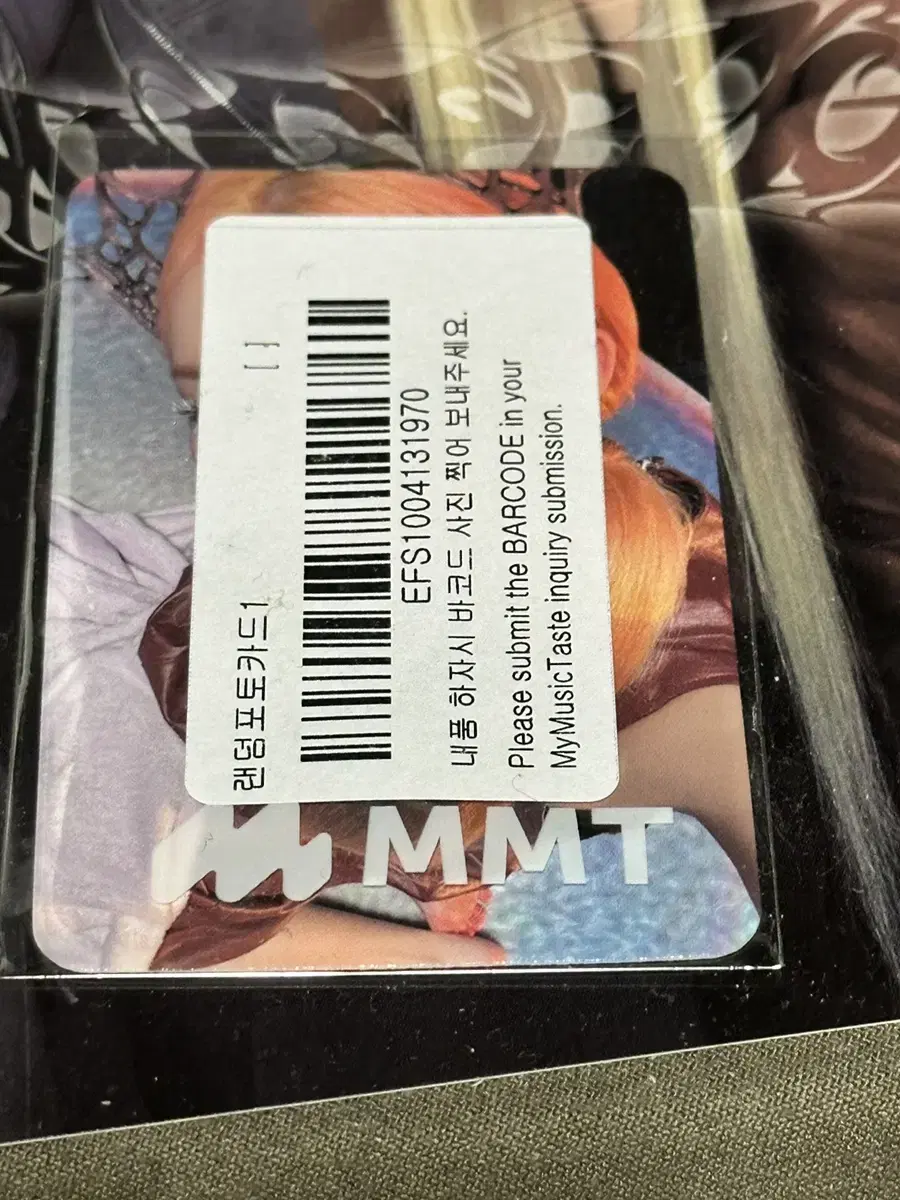 랜덤포토카드1
[ ]
EFS1004131970
내품 하자시 바코드 사진 찍어 보내주세요.
Please submit the BARCODE in your
MyMusicTaste inquiry submission.
MMT